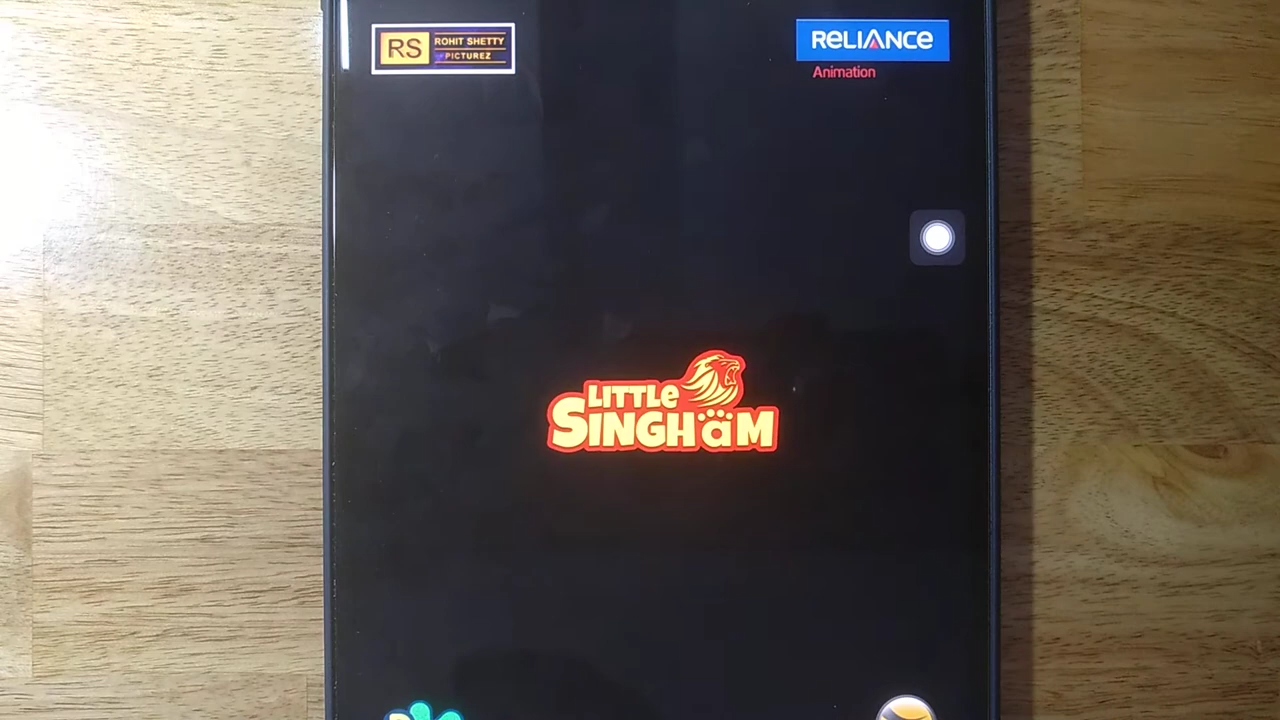 RS
ROHIT SHETTY
PICTUREZ
RELIANCE
Animation
LITTLE
SINGHaM